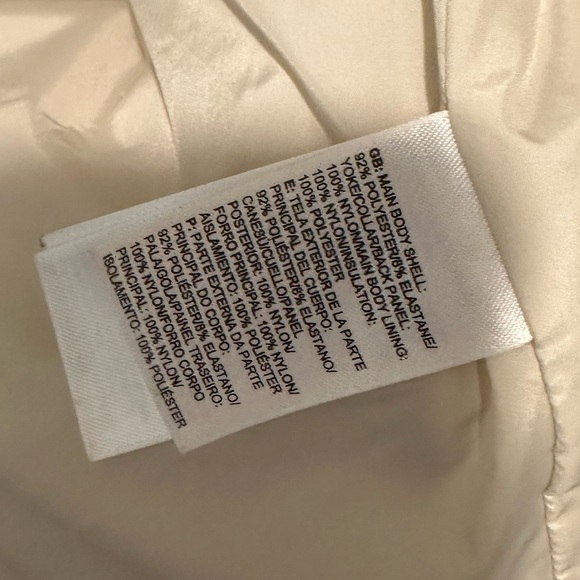 GB: MAIN BODY SHELL:
92% POLYESTER/8% ELASTANE/
YOKE/COLLAR/BACK PANEL:
100% NYLON/MAIN BODY LINING:
100% NYLON/INSULATION:
100% POLYESTER
E: TELA EXTERIOR DE LA PARTE
PRINCIPAL DEL CUERPO:
92% POLIÉSTER/8% ELASTANO/
CANESÚ/CUELLO/PANEL
POSTERIOR: 100% NYLON/
FORRO PRINCIPAL: 100% NYLON/
AISLAMIENTO: 100% POLIÉSTER
P: PARTE EXTERNA DA PARTE
PRINCIPAL DO CORPO:
92% POLIÉSTER/8% ELASTANO/
PALA/GOLA/PAINEL TRASEIRO:
100% NYLON/FORRO CORPO
PRINCIPAL: 100% NYLON/
ISOLAMENTO: 100% POLIÉSTER